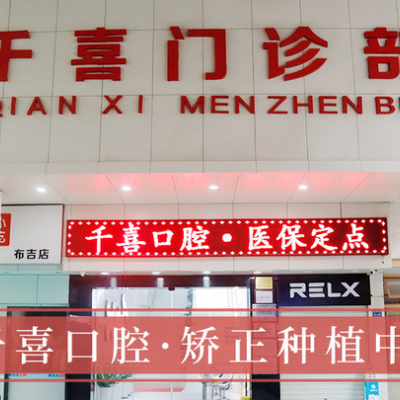 千喜门诊部
QIAN XI MEN ZHEN B
布吉店
千喜口腔·医保定点
RELX
千喜口腔·矫正种植中